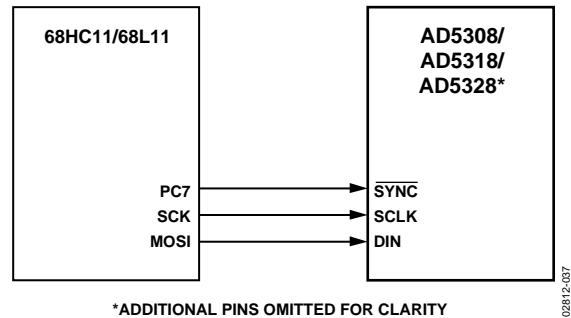 68HC11/68L11
AD5308/
AD5318/
AD5328*
PC7
SYNC
SCK
SCLK
MOSI
DIN
*ADDITIONAL PINS OMITTED FOR CLARITY
02812-037